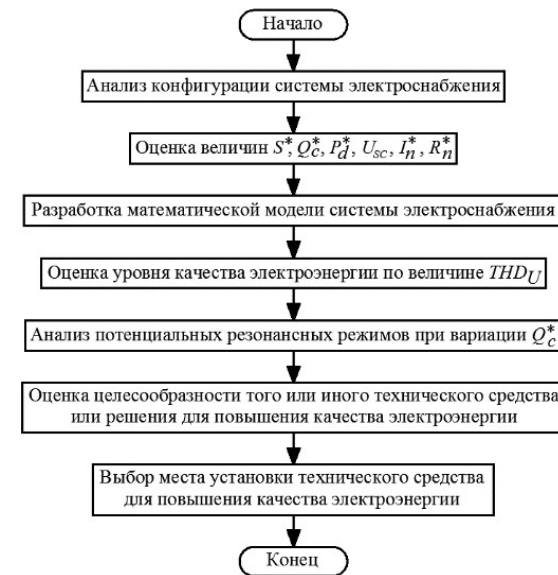 Начало
Анализ конфигурации системы электроснабжения
Оценка величин S*, Q*c, P*d, Usc, I*n, R*n
Разработка математической модели системы электроснабжения
Оценка уровня качества электроэнергии по величине THDU
Анализ потенциальных резонансных режимов при вариации Q*c
Оценка целесообразности того или иного технического средства
или решения для повышения качества электроэнергии
Выбор места установки технического средства
для повышения качества электроэнергии
Конец